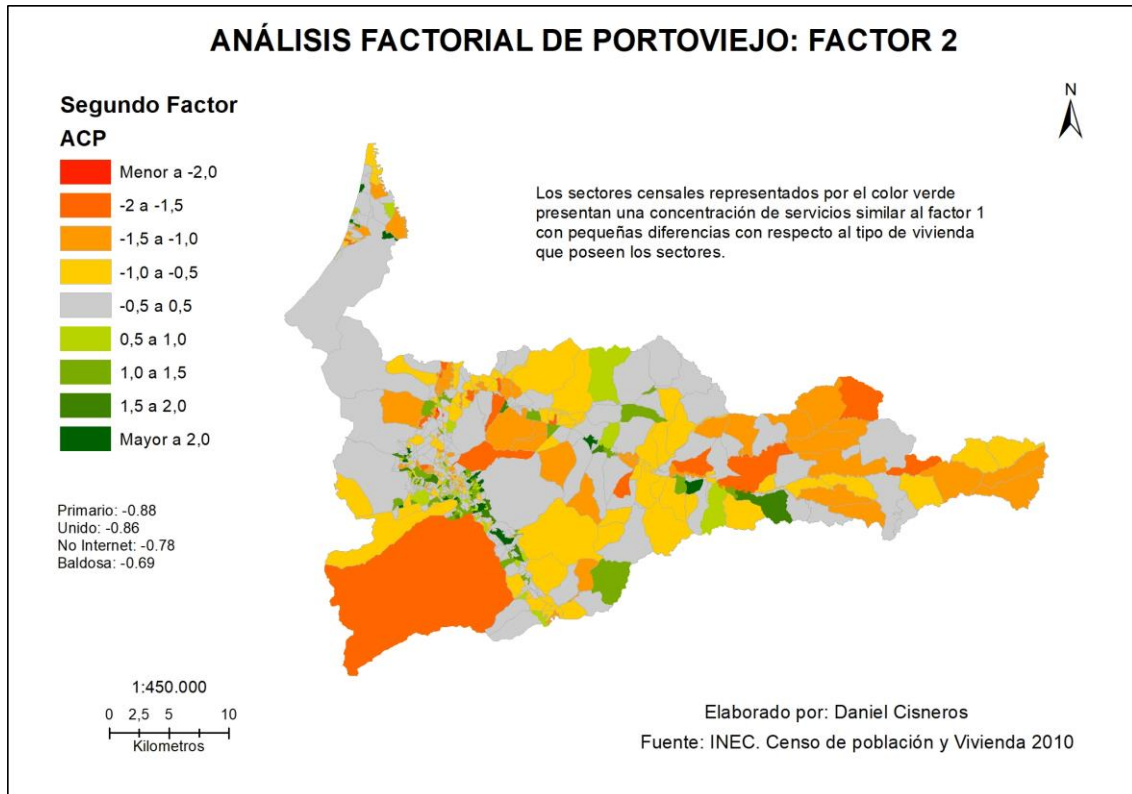 ANÁLISIS FACTORIAL DE PORTOVIEJO: FACTOR 2
Segundo Factor
ACP
Menor a -2,0
-2 a -1,5
-1,5 a -1,0
-1,0 a -0,5
-0,5 a 0,5
0,5 a 1,0
1,0 a 1,5
1,5 a 2,0
Mayor a 2,0
N
Los sectores censales representados por el color verde
presentan una concentración de servicios similar al factor 1
con pequeñas diferencias con respecto al tipo de vivienda
que poseen los sectores.
Primario: -0.88
Unido: -0.86
No Internet: -0.78
Baldosa: -0.69
1:450.000
0 2,5 5 10
Kilometros
Elaborado por: Daniel Cisneros
Fuente: INEC. Censo de población y Vivienda 2010